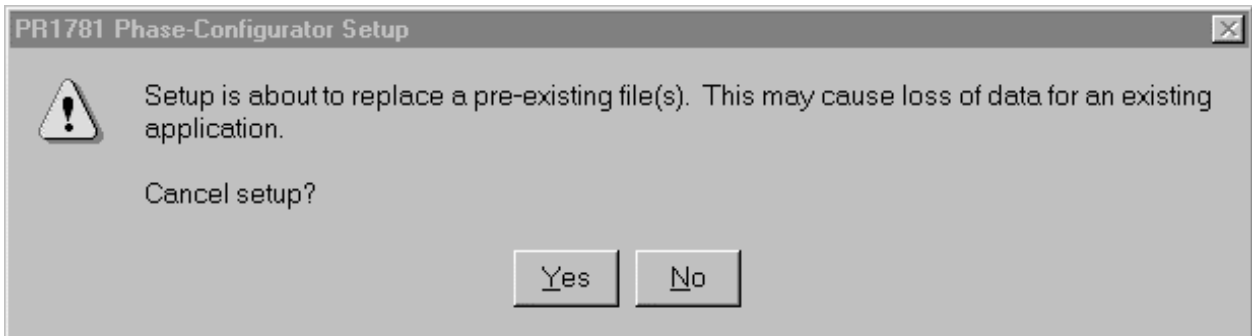 PR1781 Phase-Configurator Setup
Setup is about to replace a pre-existing file(s).  This may cause loss of data for an existing
application.
Cancel setup?
Yes
No